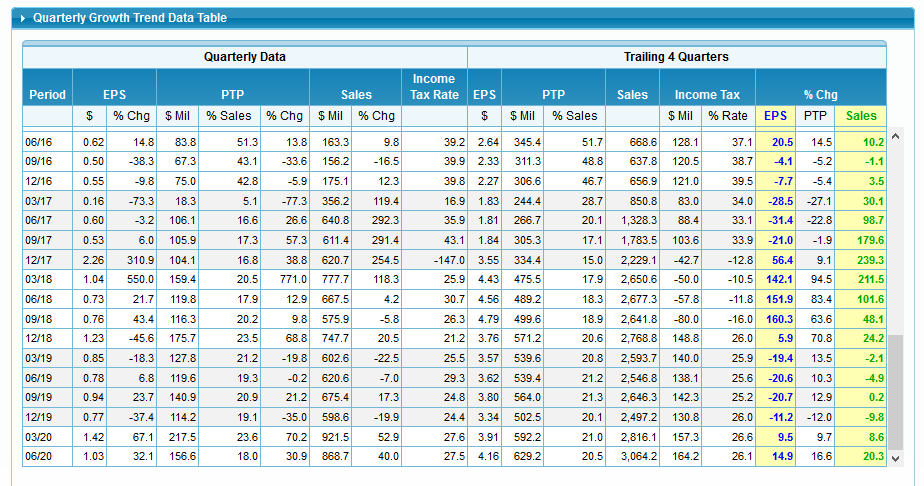 Quarterly Growth Trend Data Table
Quarterly Data Trailing 4 Quarters
Period EPS PTP Sales Income Tax Rate EPS PTP Sales Income Tax % Chg
$ % Chg $ Mil % Sales % Chg $ Mil % Chg $ $ Mil % Sales $ Mil % Rate EPS PTP Sales
06/16 0.62 14.8 83.8 51.3 13.8 163.3 9.8 39.2 2.64 345.4 51.7 668.6 128.1 37.1 20.5 14.5 10.2
09/16 0.50 -38.3 67.3 43.1 -33.6 156.2 -16.5 39.9 2.33 311.3 48.8 637.8 120.5 38.7 -4.1 -5.2 -1.1
12/16 0.55 -9.8 75.0 42.8 -5.9 175.1 12.3 39.8 2.27 306.6 46.7 656.9 121.0 39.5 -7.7 -5.4 3.5
03/17 0.16 -73.3 18.3 5.1 -77.3 356.2 119.4 16.9 1.83 244.4 28.7 850.8 83.0 34.0 -28.5 -27.1 30.1
06/17 0.60 -3.2 106.1 16.6 26.6 640.8 292.3 35.9 1.81 266.7 20.1 1,328.3 88.4 33.1 -31.4 -22.8 98.7
09/17 0.53 6.0 105.9 17.3 57.3 611.4 291.4 43.1 1.84 305.3 17.1 1,783.5 103.6 33.9 -21.0 -1.9 179.6
12/17 2.26 310.9 104.1 16.8 38.8 620.7 254.5 -147.0 3.55 334.4 15.0 2,229.1 -42.7 -12.8 56.4 9.1 239.3
03/18 1.04 550.0 159.4 20.5 771.0 777.7 118.3 25.9 4.43 475.5 17.9 2,650.6 -50.0 -10.5 142.1 94.5 211.5
06/18 0.73 21.7 119.8 17.9 12.9 667.5 4.2 30.7 4.56 489.2 18.3 2,677.3 -57.8 -11.8 151.9 83.4 101.6
09/18 0.76 43.4 116.3 20.2 9.8 575.9 -5.8 26.3 4.79 499.6 18.9 2,641.8 -80.0 -16.0 160.3 63.6 48.1
12/18 1.23 -45.6 175.7 23.5 68.8 747.7 20.5 21.2 3.76 571.2 20.6 2,768.8 148.8 26.0 5.9 70.8 24.2
03/19 0.85 -18.3 127.8 21.2 -19.8 602.6 -22.5 25.5 3.57 539.6 20.8 2,593.7 140.0 25.9 -19.4 13.5 -2.1
06/19 0.78 6.8 119.6 19.3 -0.2 620.6 -7.0 29.3 3.62 539.4 21.2 2,546.8 138.1 25.6 -20.6 10.3 -4.9
09/19 0.94 23.7 140.9 20.9 21.2 675.4 17.3 24.8 3.80 564.0 21.3 2,646.3 142.3 25.2 -20.7 12.9 0.2
12/19 0.77 -37.4 114.2 19.1 -35.0 598.6 -19.9 24.4 3.34 502.5 20.1 2,497.2 130.8 26.0 -11.2 -12.0 -9.8
03/20 1.42 67.1 217.5 23.6 70.2 921.5 52.9 27.6 3.91 592.2 21.0 2,816.1 157.3 26.6 9.5 9.7 8.6
06/20 1.03 32.1 156.6 18.0 30.9 868.7 40.0 27.5 4.16 629.2 20.5 3,064.2 164.2 26.1 14.9 16.6 20.3